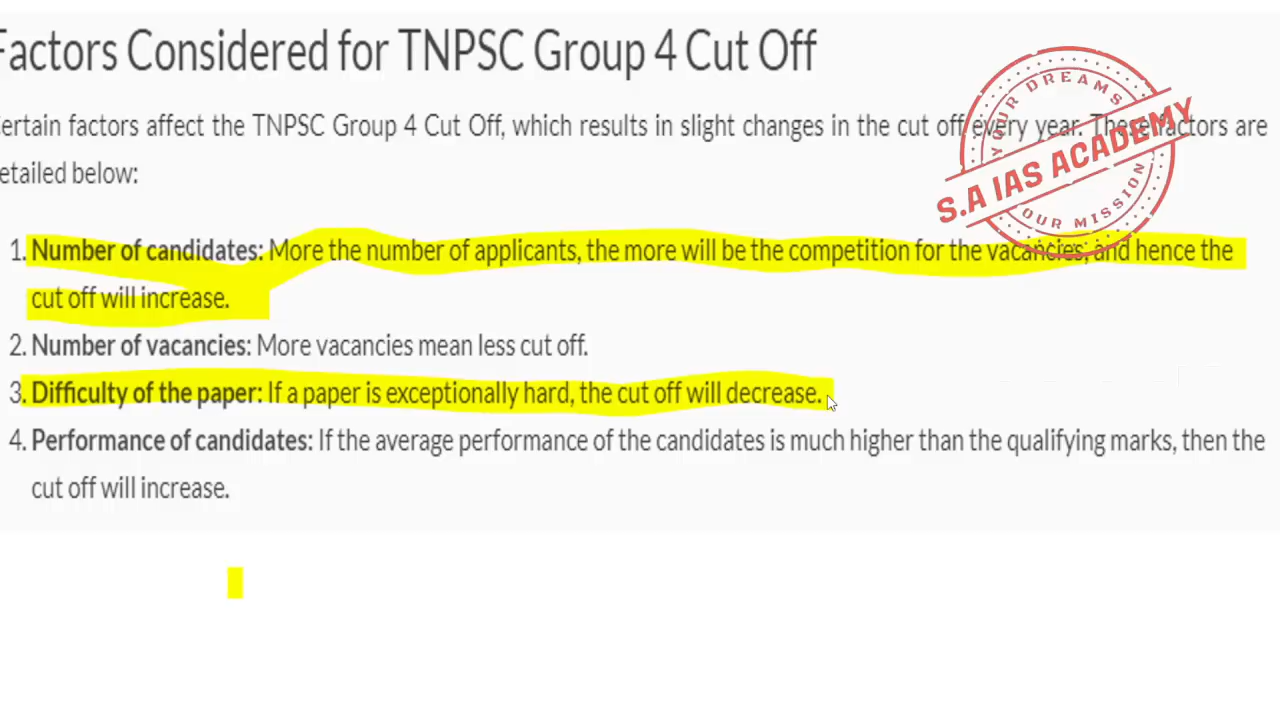 Factors Considered for TNPSC Group 4 Cut Off
ertain factors affect the TNPSC Group 4 Cut Off, which results in slight changes in the cut off every year. These factors are
etailed below:
1. Number of candidates: More the number of applicants, the more will be the competition for the vacancies; and hence the
cut off will increase.
2. Number of vacancies: More vacancies mean less cut off.
3. Difficulty of the paper: If a paper is exceptionally hard, the cut off will decrease.
4. Performance of candidates: If the average performance of the candidates is much higher than the qualifying marks, then the
cut off will increase.
YOUR DREAMS
S.A IAS ACADEMY
OUR MISSION